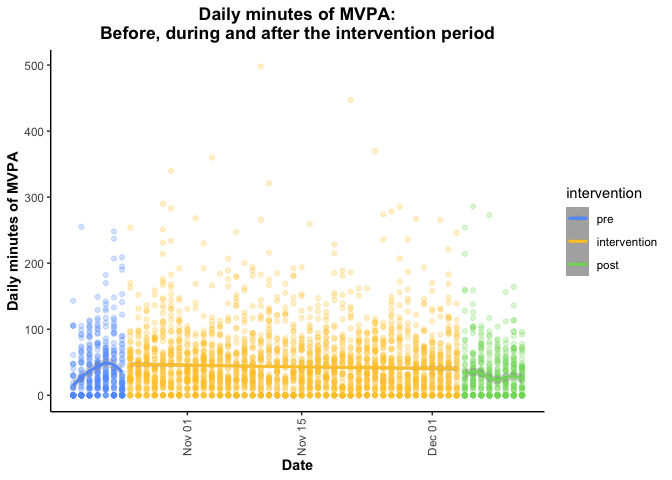 Daily minutes of MVPA:
Before, during and after the intervention period
Daily minutes of MVPA
500
400
300
200
100
0
Nov 01
Nov 15
Dec 01
Date
intervention
pre
intervention
post